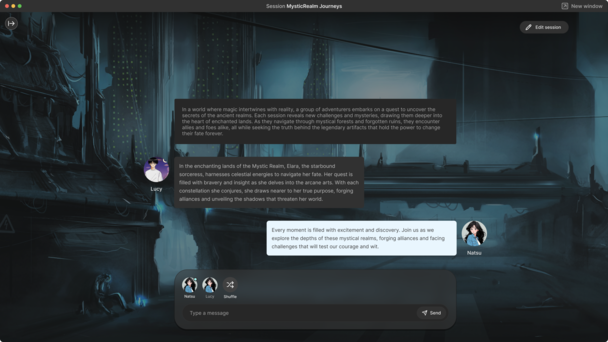 Session MysticRealm Journeys
New window
Edit session
In a world where magic intertwines with reality, a group of adventurers embarks on a quest to uncover the
secrets of the ancient realms. Each session reveals new challenges and mysteries, drawing them deeper into
the heart of enchanted lands. As they navigate through mystical forests and forgotten ruins, they encounter
allies and foes alike, all while seeking the truth behind the legendary artifacts that hold the power to change
their fate forever.
In the enchanting lands of the Mystic Realm, Elara, the starbound
sorceress, harnesses celestial energies to navigate her fate. Her quest is
filled with bravery and insight as she delves into the arcane arts. With each
constellation she conjures, she draws nearer to her true purpose, forging
alliances and unveiling the shadows that threaten her world.
Lucy
Every moment is filled with excitement and discovery. Join us as we
explore the depths of these mystical realms, forging alliances and facing
challenges that will test our courage and wit.
Natsu
Natsu
Lucy
Shuffle
Type a message
Send